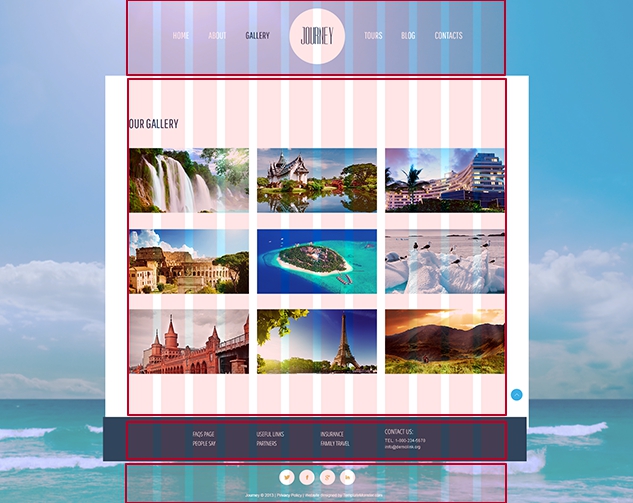 HOME ABOUT GALLERY JOURNEY TOURS BLOG CONTACTS
OUR GALLERY
FAQS PAGE USEFUL LINKS INSURANCE CONTACT US:
PEOPLE SAY PARTNERS FAMILY TRAVEL TEL: 1-800-234-5678
info@demolink.org
Journey © 2013 | Privacy Policy | Website designed by TemplateMonster.com